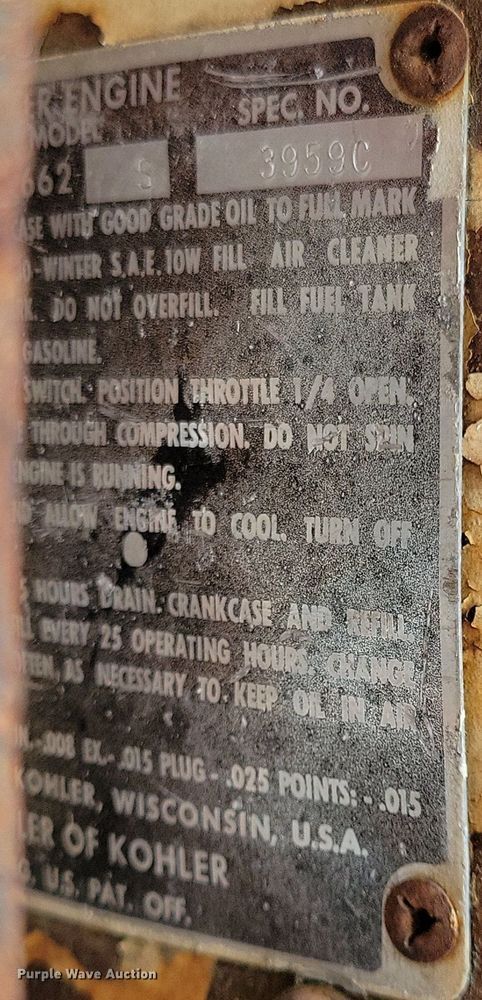 ENGINE
MODEL SPEC. NO.
662 S 3959C
WITH GOOD GRADE OIL TO FULL MARK
WINTER S.A.E. 10W FILL AIR CLEANER
DO NOT OVERFILL. FILL FUEL TANK
GASOLINE.
SWITCH. POSITION THROTTLE 1/4 OPEN.
THROUGH COMPRESSION. DO NOT SPIN
ENGINE IS RUNNING.
ALLOW ENGINE TO COOL. TURN OFF
HOURS DRAIN. CRANKCASE AND REFILL.
EVERY 25 OPERATING HOURS. CHANGE
AS NECESSARY TO KEEP OIL IN AIR
.008 EX.- .015 PLUG - .025 POINTS: - .015
KOHLER, WISCONSIN, U.S.A.
OF KOHLER
U.S. PAT. OFF.
Purple Wave Auction